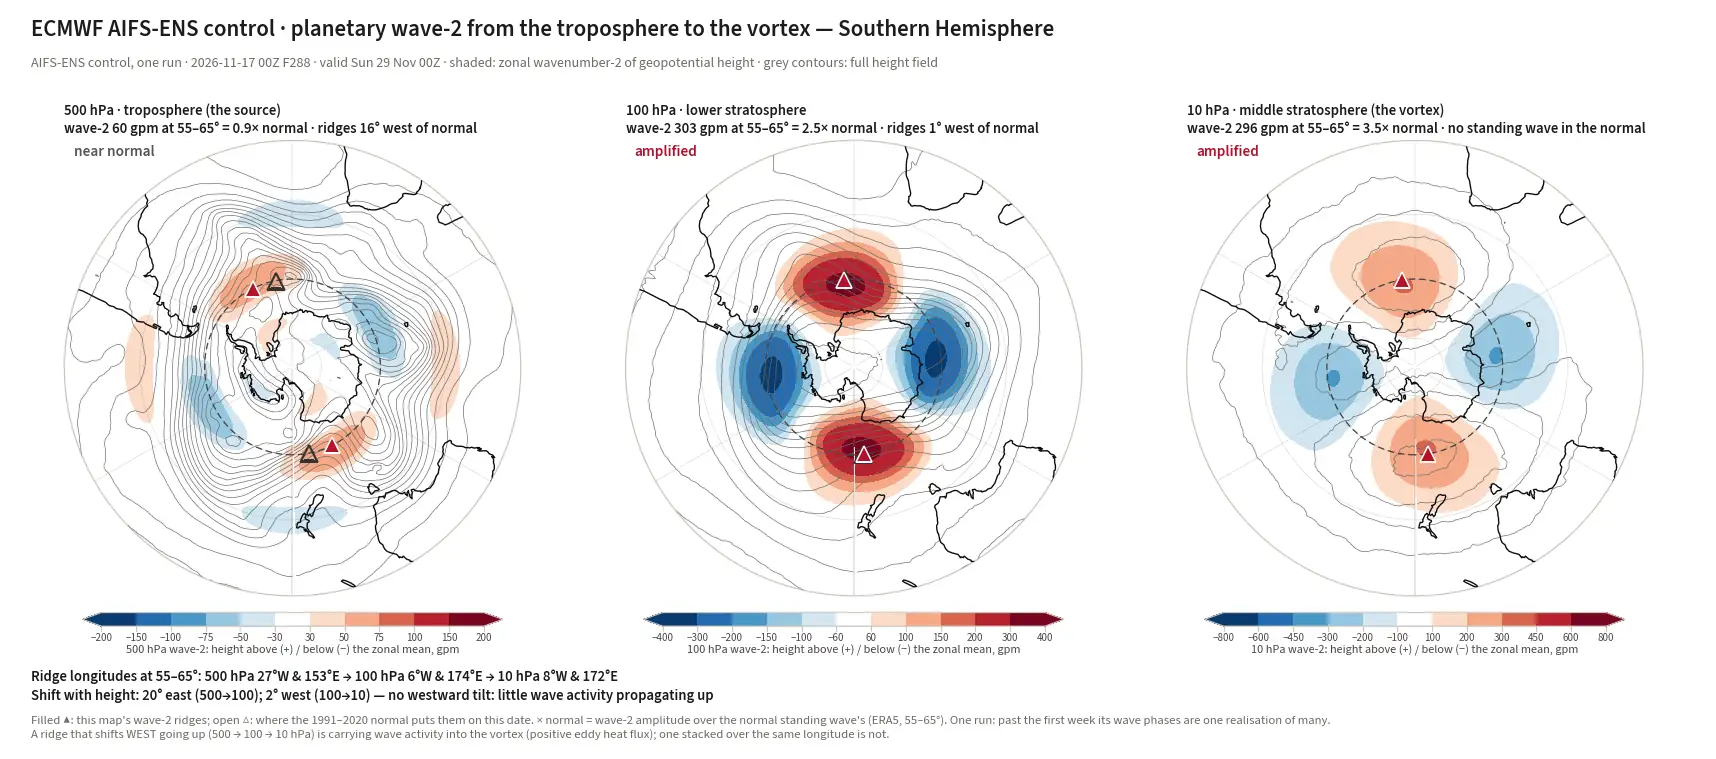 ECMWF AIFS-ENS control · planetary wave-2 from the troposphere to the vortex — Southern Hemisphere
AIFS-ENS control, one run · 2026-11-17 00Z F288 · valid Sun 29 Nov 00Z · shaded: zonal wavenumber-2 of geopotential height · grey contours: full height field
500 hPa · troposphere (the source)
wave-2 60 gpm at 55–65° = 0.9× normal · ridges 16° west of normal
near normal
100 hPa · lower stratosphere
wave-2 303 gpm at 55–65° = 2.5× normal · ridges 1° west of normal
amplified
10 hPa · middle stratosphere (the vortex)
wave-2 296 gpm at 55–65° = 3.5× normal · no standing wave in the normal
amplified
−200 −150 −100 −75 −50 −30 30 50 75 100 150 200
500 hPa wave-2: height above (+) / below (−) the zonal mean, gpm
−400 −300 −200 −150 −100 −60 60 100 150 200 300 400
100 hPa wave-2: height above (+) / below (−) the zonal mean, gpm
−800 −600 −450 −300 −200 −100 100 200 300 450 600 800
10 hPa wave-2: height above (+) / below (−) the zonal mean, gpm
Ridge longitudes at 55–65°: 500 hPa 27°W & 153°E → 100 hPa 6°W & 174°E → 10 hPa 8°W & 172°E
Shift with height: 20° east (500→100); 2° west (100→10) — no westward tilt: little wave activity propagating up
Filled ▲: this map's wave-2 ridges; open △: where the 1991–2020 normal puts them on this date. × normal = wave-2 amplitude over the normal standing wave's (ERA5, 55–65°). One run: past the first week its wave phases are one realisation of many.
A ridge that shifts WEST going up (500 → 100 → 10 hPa) is carrying wave activity into the vortex (positive eddy heat flux); one stacked over the same longitude is not.